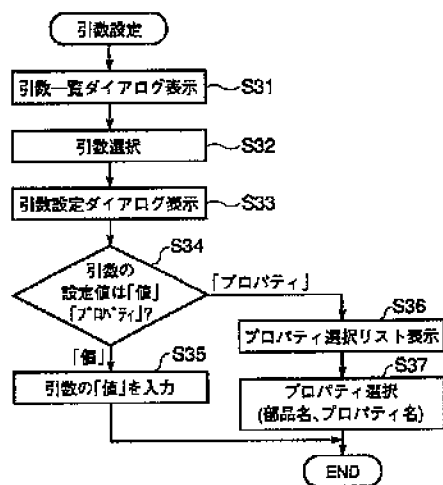 引数設定
引数一覧ダイアログ表示
S31
引数選択
S32
引数設定ダイアログ表示
S33
S34
引数の
設定値は「値」
「プロパティ」?
「プロパティ」
「値」
S35
引数の「値」を入力
S36
プロパティ選択リスト表示
S37
プロパティ選択
(部品名、プロパティ名)
END